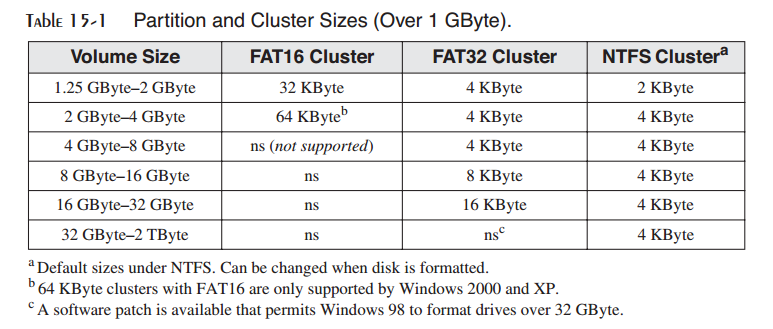 TABLE 15-1 Partition and Cluster Sizes (Over 1 GByte).
Volume Size FAT16 Cluster FAT32 Cluster NTFS Clusterᵃ
1.25 GByte–2 GByte 32 KByte 4 KByte 2 KByte
2 GByte–4 GByte 64 KByteᵇ 4 KByte 4 KByte
4 GByte–8 GByte ns (not supported) 4 KByte 4 KByte
8 GByte–16 GByte ns 8 KByte 4 KByte
16 GByte–32 GByte ns 16 KByte 4 KByte
32 GByte–2 TByte ns nsᶜ 4 KByte
ᵃ Default sizes under NTFS. Can be changed when disk is formatted.
ᵇ 64 KByte clusters with FAT16 are only supported by Windows 2000 and XP.
ᶜ A software patch is available that permits Windows 98 to format drives over 32 GByte.